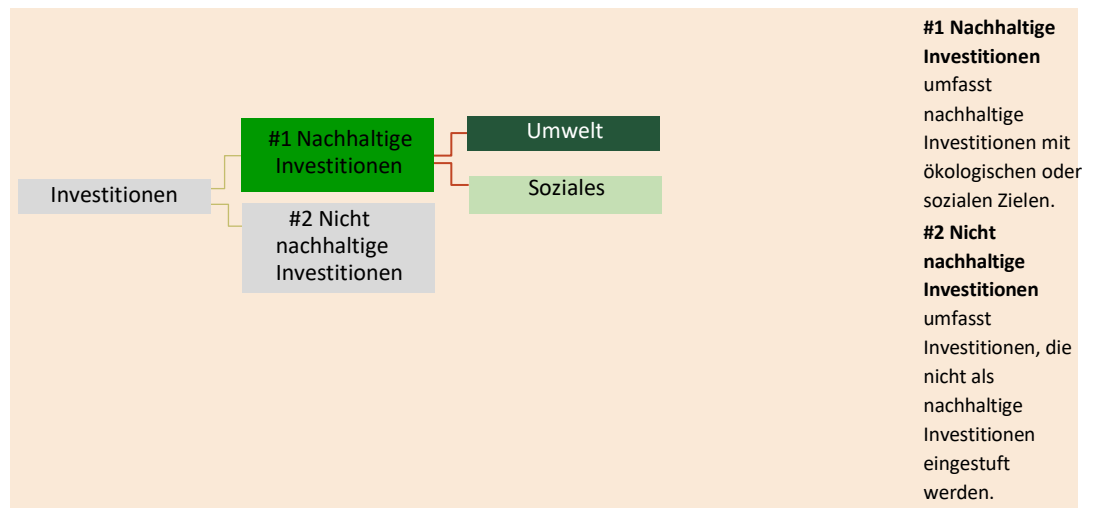 Investitionen
#1 Nachhaltige
Investitionen
#2 Nicht
nachhaltige
Investitionen
Umwelt
Soziales
#1 Nachhaltige
Investitionen
umfasst
nachhaltige
Investitionen mit
ökologischen oder
sozialen Zielen.
#2 Nicht
nachhaltige
Investitionen
umfasst
Investitionen, die
nicht als
nachhaltige
Investitionen
eingestuft
werden.